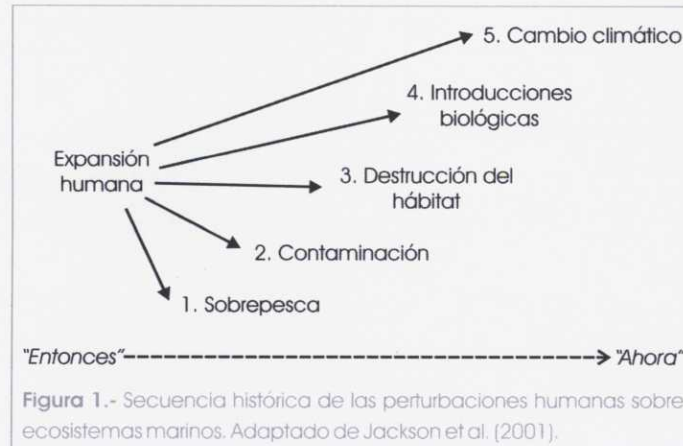 5. Cambio climático
4. Introducciones
biológicas
Expansión
humana
3. Destrucción del
hábitat
2. Contaminación
1. Sobrepesca
"Entonces" "Ahora"
Figura 1.- Secuencia histórica de las perturbaciones humanas sobre
ecosistemas marinos. Adaptado de Jackson et al. (2001).